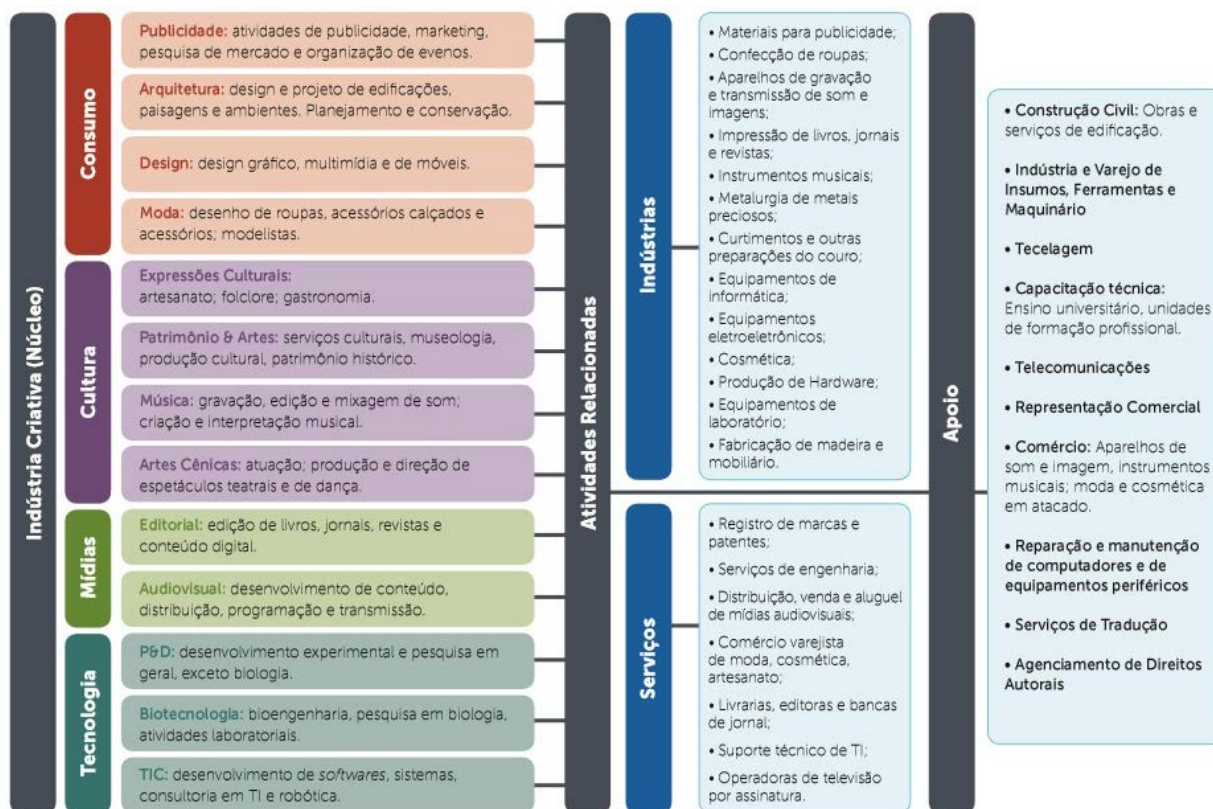 Indústria Criativa (Núcleo)
Consumo
Publicidade: atividades de publicidade, marketing,
pesquisa de mercado e organização de evenos.
Arquitetura: design e projeto de edificações,
paisagens e ambientes. Planejamento e conservação.
Design: design gráfico, multimídia e de móveis.
Moda: desenho de roupas, acessórios calçados e
acessórios; modelistas.
Cultura
Expressões Culturais:
artesanato; folclore; gastronomia.
Patrimônio & Artes: serviços culturais, museologia,
produção cultural, patrimônio histórico.
Música: gravação, edição e mixagem de som;
criação e interpretação musical.
Artes Cênicas: atuação; produção e direção de
espetáculos teatrais e de dança.
Mídias
Editorial: edição de livros, jornais, revistas e
conteúdo digital.
Audiovisual: desenvolvimento de conteúdo,
distribuição, programação e transmissão.
Tecnologia
P&D: desenvolvimento experimental e pesquisa em
geral, exceto biologia.
Biotecnologia: bioengenharia, pesquisa em biologia,
atividades laboratoriais.
TIC: desenvolvimento de softwares, sistemas,
consultoria em TI e robótica.
Atividades Relacionadas
Indústrias
• Materiais para publicidade;
• Confecção de roupas;
• Aparelhos de gravação
e transmissão de som e
imagens;
• Impressão de livros, jornais
e revistas;
• Instrumentos musicais;
• Metalurgia de metais
preciosos;
• Curtimentos e outras
preparações do couro;
• Equipamentos de
informática;
• Equipamentos
eletroeletrônicos;
• Cosmética;
• Produção de Hardware;
• Equipamentos de
laboratório;
• Fabricação de madeira e
mobiliário.
Serviços
• Registro de marcas e
patentes;
• Serviços de engenharia;
• Distribuição, venda e aluguel
de mídias audiovisuais;
• Comércio varejista
de moda, cosmética,
artesanato;
• Livrarias, editoras e bancas
de jornal;
• Suporte técnico de TI;
• Operadoras de televisão
por assinatura.
Apoio
• Construção Civil: Obras e
serviços de edificação.
• Indústria e Varejo de
Insumos, Ferramentas e
Maquinário
• Tecelagem
• Capacitação técnica:
Ensino universitário, unidades
de formação profissional.
• Telecomunicações
• Representação Comercial
• Comércio: Aparelhos de
som e imagem, instrumentos
musicais; moda e cosmética
em atacado.
• Reparação e manutenção
de computadores e de
equipamentos periféricos
• Serviços de Tradução
• Agenciamento de Direitos
Autorais